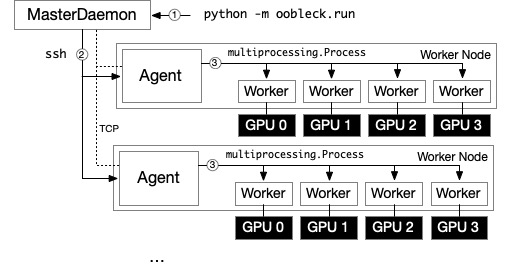 MasterDaemon
① python -m oobleck.run
ssh ②
multiprocessing.Process
Worker Node
Agent
③
Worker Worker Worker Worker
GPU 0 GPU 1 GPU 2 GPU 3
TCP
multiprocessing.Process
Worker Node
Agent
③
Worker Worker Worker Worker
GPU 0 GPU 1 GPU 2 GPU 3
...